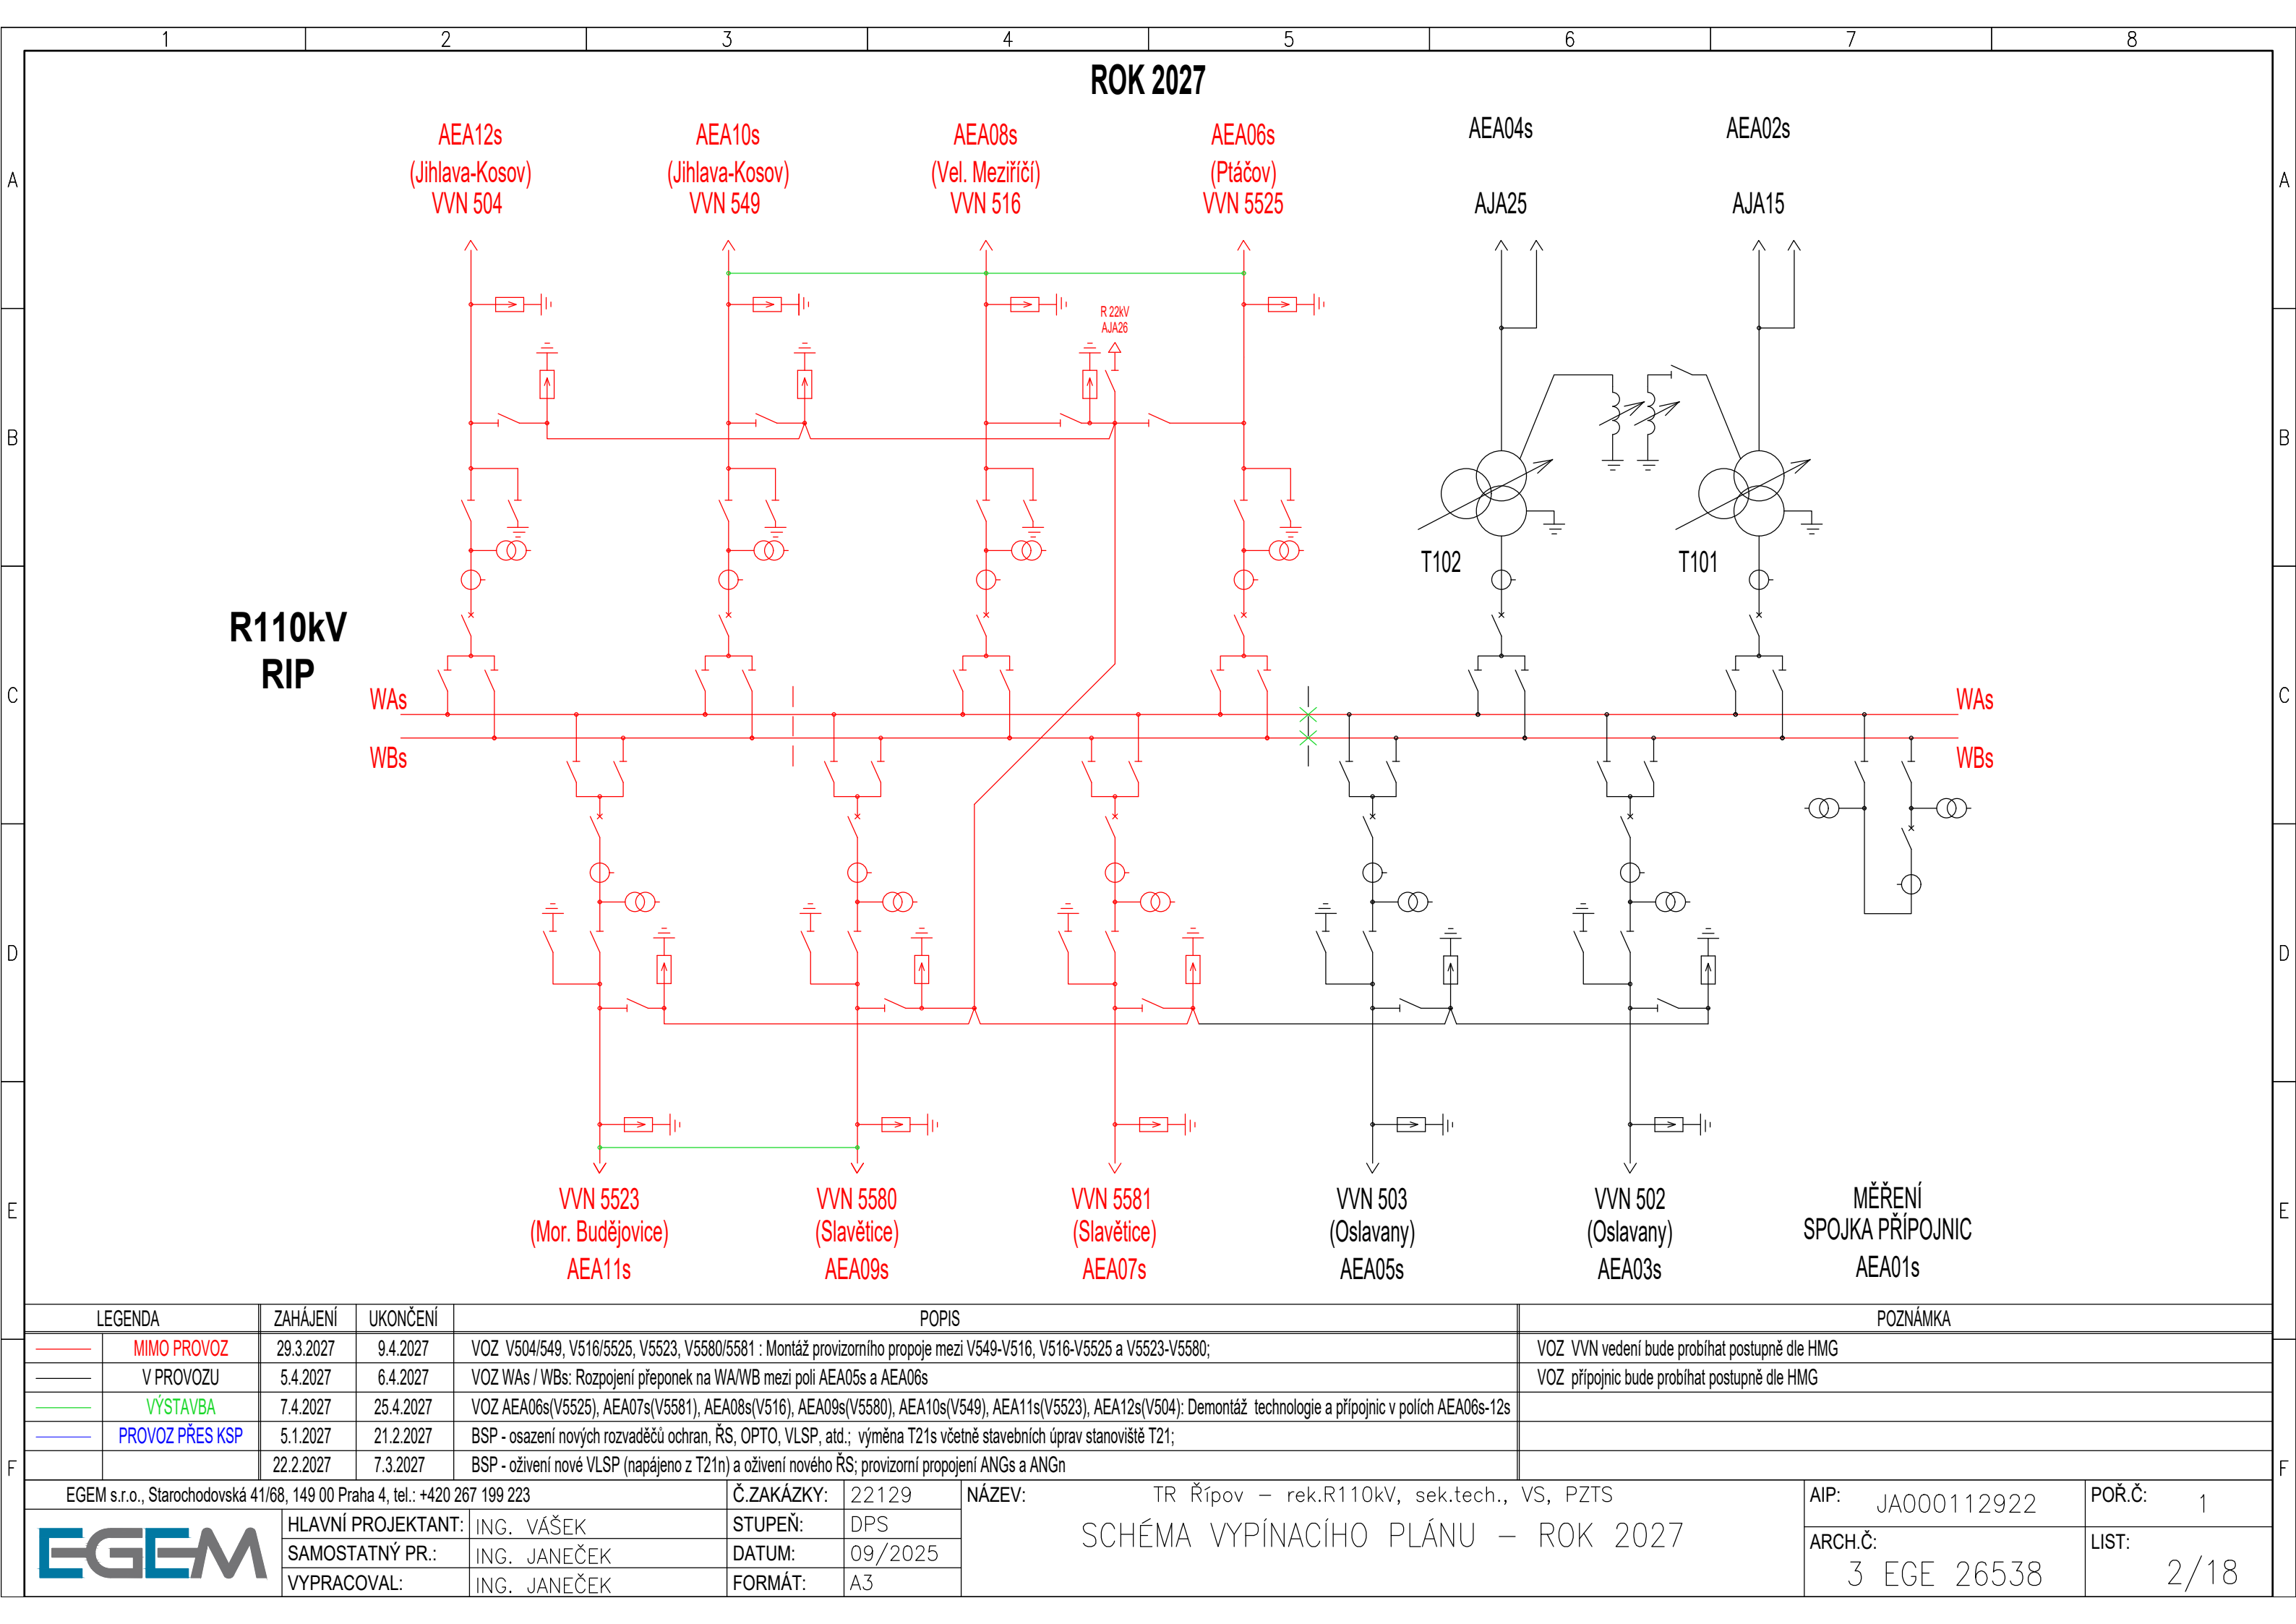 1 2 3 4 5 6 7 8
ROK 2027
AEA12s AEA10s AEA08s AEA06s AEA04s AEA02s
(Jihlava-Kosov) (Jihlava-Kosov) (Vel. Meziříčí) (Ptáčov)
VVN 504 VVN 549 VVN 516 VVN 5525 AJA25 AJA15
A A
R 22kV
AJA26
B B
T102 T101
R110kV
RIP
C C
WAs WAs
WBs WBs
D D
VVN 5523 VVN 5580 VVN 5581 VVN 503 VVN 502 MĚŘENÍ
(Mor. Budějovice) (Slavětice) (Slavětice) (Oslavany) (Oslavany) SPOJKA PŘÍPOJNIC
AEA11s AEA09s AEA07s AEA05s AEA03s AEA01s
E E
LEGENDA ZAHÁJENÍ UKONČENÍ POPIS POZNÁMKA
MIMO PROVOZ 29.3.2027 9.4.2027 VOZ V504/549, V516/5525, V5523, V5580/5581 : Montáž provizorního propoje mezi V549-V516, V516-V5525 a V5523-V5580; VOZ VVN vedení bude probíhat postupně dle HMG
V PROVOZU 5.4.2027 6.4.2027 VOZ WAs / WBs: Rozpojení přeponek na WA/WB mezi poli AEA05s a AEA06s VOZ přípojnic bude probíhat postupně dle HMG
VÝSTAVBA 7.4.2027 25.4.2027 VOZ AEA06s(V5525), AEA07s(V5581), AEA08s(V516), AEA09s(V5580), AEA10s(V549), AEA11s(V5523), AEA12s(V504): Demontáž technologie a přípojnic v polích AEA06s-12s
PROVOZ PŘES KSP 5.1.2027 21.2.2027 BSP - osazení nových rozvaděčů ochran, ŘS, OPTO, VLSP, atd.; výměna T21s včetně stavebních úprav stanoviště T21;
22.2.2027 7.3.2027 BSP - oživení nové VLSP (napájeno z T21n) a oživení nového ŘS; provizorní propojení ANGs a ANGn
F F
EGEM s.r.o., Starochodovská 41/68, 149 00 Praha 4, tel.: +420 267 199 223
EGEM
HLAVNÍ PROJEKTANT: ING. VÁŠEK
SAMOSTATNÝ PR.: ING. JANEČEK
VYPRACOVAL: ING. JANEČEK
Č.ZAKÁZKY: 22129
STUPEŇ: DPS
DATUM: 09/2025
FORMÁT: A3
NÁZEV: TR Řípov – rek.R110kV, sek.tech., VS, PZTS
SCHÉMA VYPÍNACÍHO PLÁNU – ROK 2027
AIP: JA000112922
POŘ.Č: 1
ARCH.Č: 3 EGE 26538
LIST: 2/18